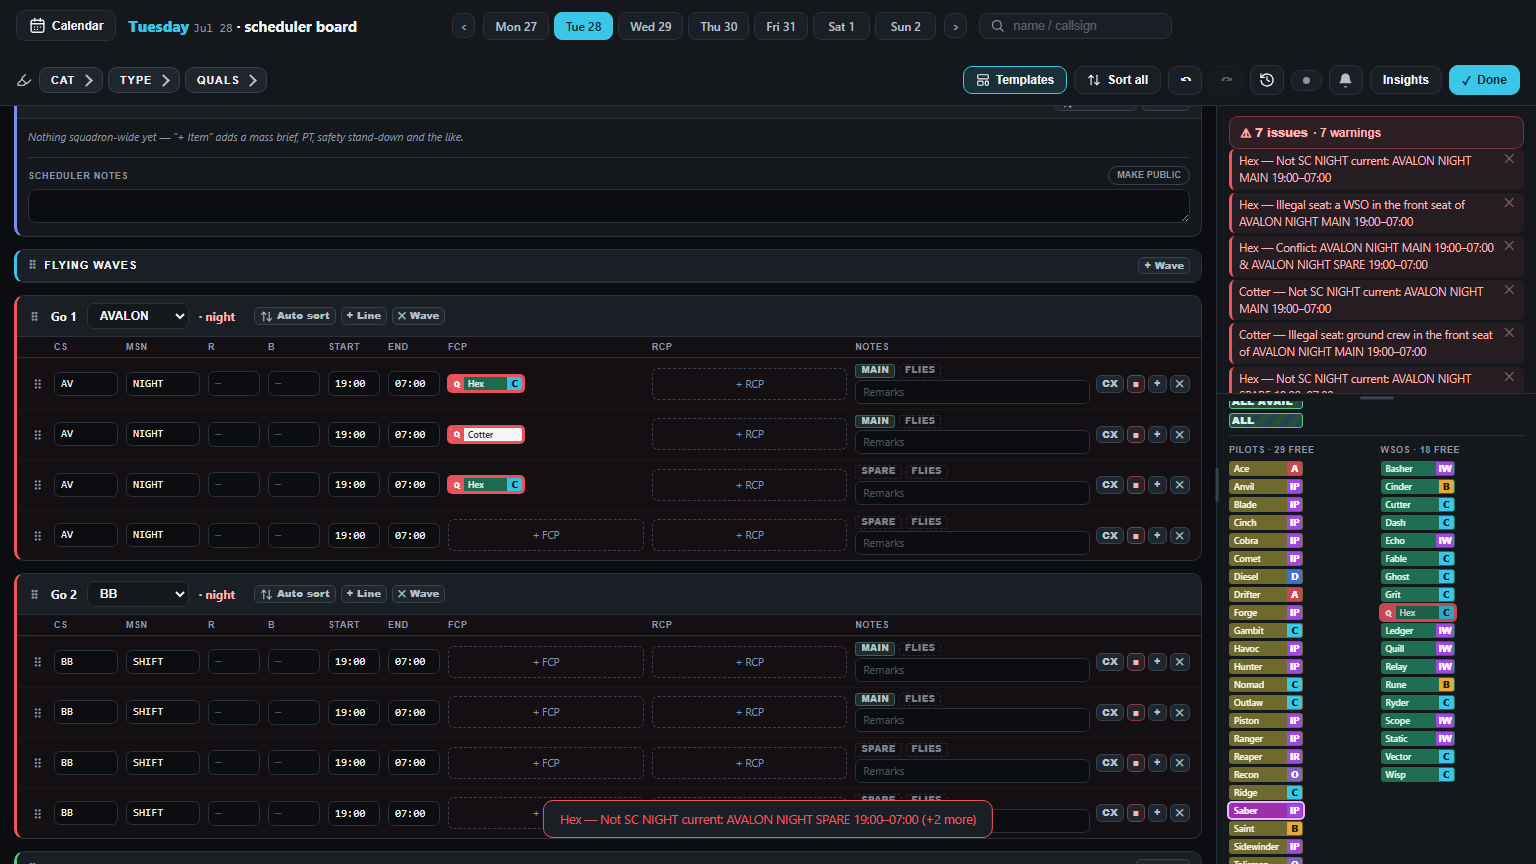 Calendar
Tuesday Jul 28 · scheduler board
‹ Mon 27 Tue 28 Wed 29 Thu 30 Fri 31 Sat 1 Sun 2 ›
name / callsign
CAT TYPE QUALS
Templates Sort all Insights ✓ Done
Nothing squadron-wide yet — "+ Item" adds a mass brief, PT, safety stand-down and the like.
SCHEDULER NOTES MAKE PUBLIC
FLYING WAVES + Wave
Go 1 AVALON · night Auto sort + Line ✕ Wave
CS MSN R B START END FCP RCP NOTES
AV NIGHT – – 19:00 07:00 Q Hex C + RCP MAIN FLIES Remarks CX ■ + ✕
AV NIGHT – – 19:00 07:00 Q Cotter + RCP MAIN FLIES Remarks CX ■ + ✕
AV NIGHT – – 19:00 07:00 Q Hex C + RCP SPARE FLIES Remarks CX ■ + ✕
AV NIGHT – – 19:00 07:00 + FCP + RCP SPARE FLIES Remarks CX ■ + ✕
Go 2 BB · night Auto sort + Line ✕ Wave
CS MSN R B START END FCP RCP NOTES
BB SHIFT – – 19:00 07:00 + FCP + RCP MAIN FLIES Remarks CX ■ + ✕
BB SHIFT – – 19:00 07:00 + FCP + RCP MAIN FLIES Remarks CX ■ + ✕
BB SHIFT – – 19:00 07:00 + FCP + RCP SPARE FLIES Remarks CX ■ + ✕
BB SHIFT – – 19:00 07:00 + SPARE FLIES CX ■ + ✕
Hex — Not SC NIGHT current: AVALON NIGHT SPARE 19:00–07:00 (+2 more)
⚠ 7 issues · 7 warnings
Hex — Not SC NIGHT current: AVALON NIGHT
MAIN 19:00–07:00
Hex — Illegal seat: a WSO in the front seat of
AVALON NIGHT MAIN 19:00–07:00
Hex — Conflict: AVALON NIGHT MAIN 19:00–07:00
& AVALON NIGHT SPARE 19:00–07:00
Cotter — Not SC NIGHT current: AVALON NIGHT
MAIN 19:00–07:00
Cotter — Illegal seat: ground crew in the front seat
of AVALON NIGHT MAIN 19:00–07:00
Hex — Not SC NIGHT current: AVALON NIGHT
SPARE 19:00–07:00
ALL AVAIL
ALL
PILOTS · 29 FREE
Ace A
Anvil IP
Blade IP
Cinch IP
Cobra IP
Comet IP
Diesel D
Drifter A
Forge IP
Gambit C
Havoc IP
Hunter IP
Nomad C
Outlaw C
Piston IP
Ranger IP
Reaper IR
Recon O
Ridge C
Saber IP
Saint B
Sidewinder IP
WSOS · 18 FREE
Basher IW
Cinder B
Cutter C
Dash C
Echo IW
Fable C
Ghost C
Grit C
Q Hex C
Ledger IW
Quill IW
Relay IW
Rune B
Ryder C
Scope IW
Static IW
Vector C
Wisp C